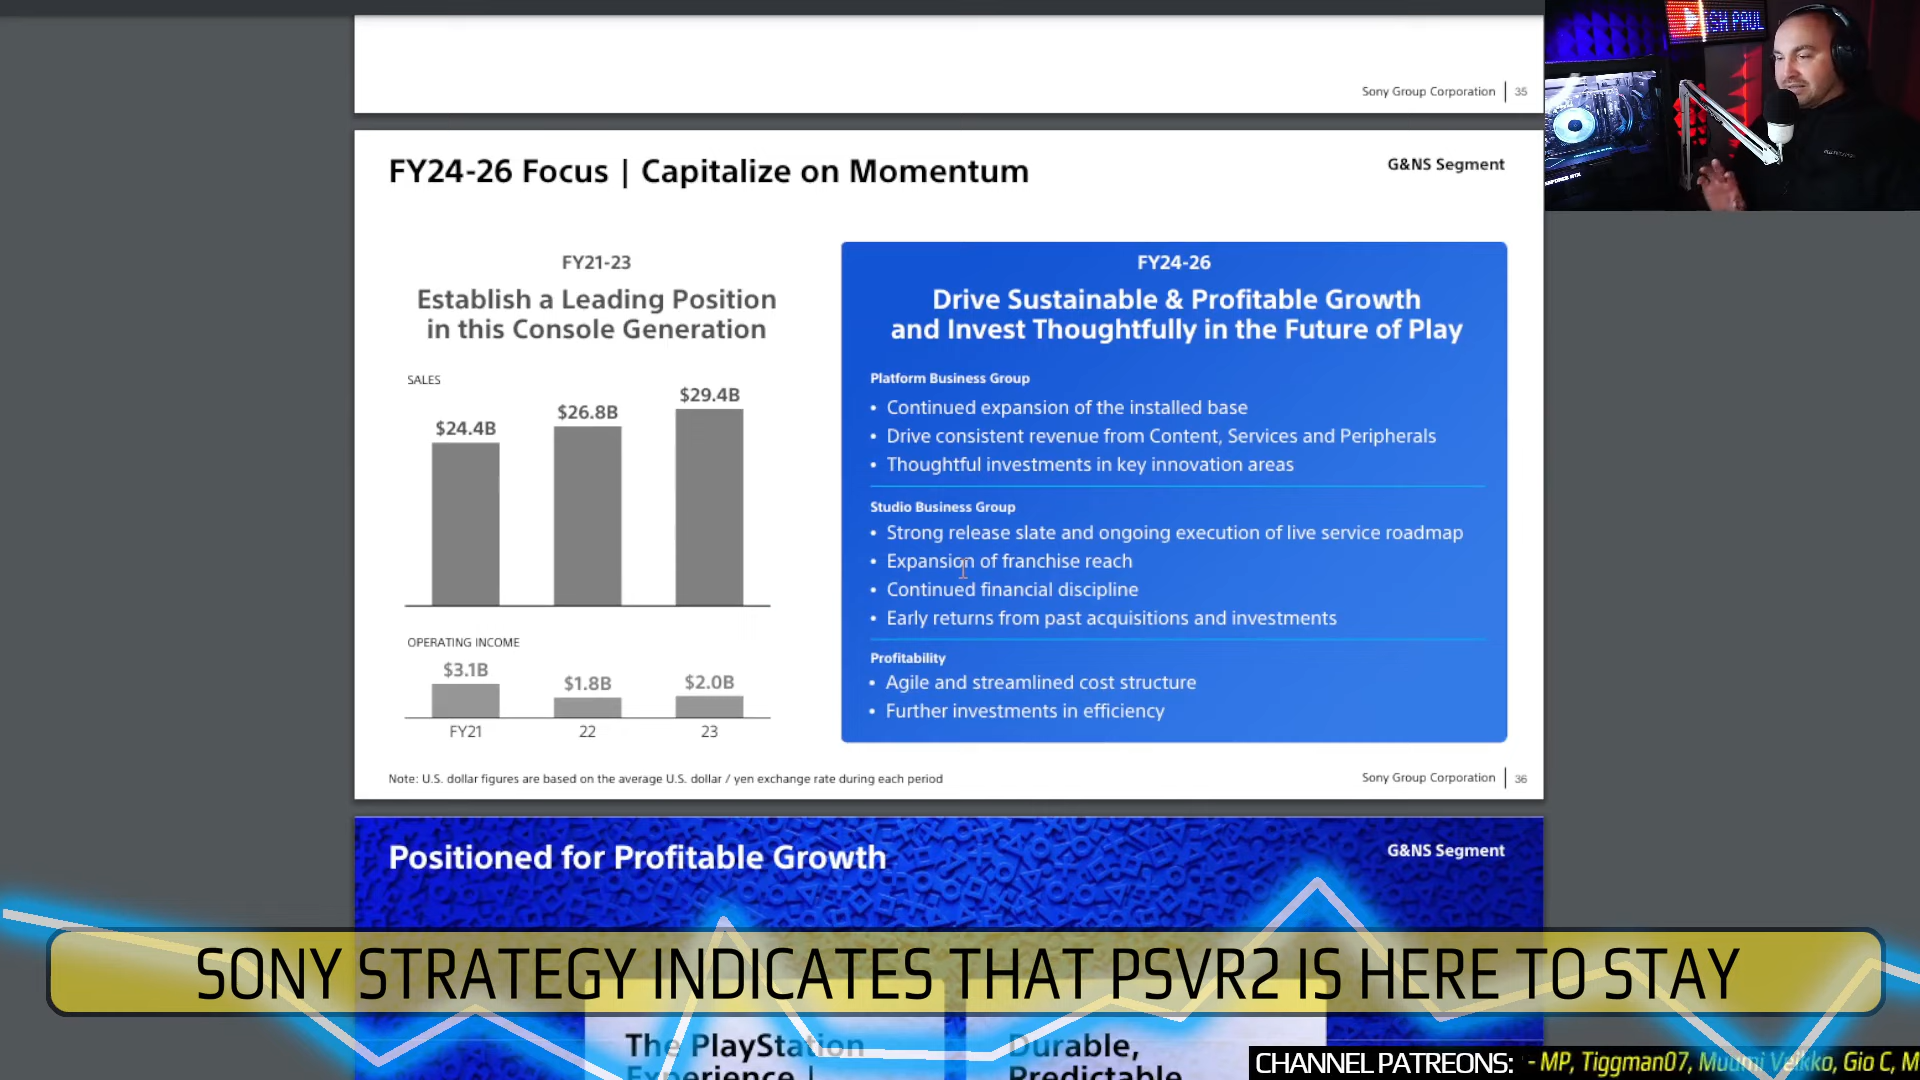 Sony Group Corporation | 35
FY24-26 Focus | Capitalize on Momentum
G&NS Segment
FY21-23
Establish a Leading Position
in this Console Generation
SALES
$24.4B
$26.8B
$29.4B
OPERATING INCOME
$3.1B
$1.8B
$2.0B
FY21
22
23
FY24-26
Drive Sustainable & Profitable Growth
and Invest Thoughtfully in the Future of Play
Platform Business Group
• Continued expansion of the installed base
• Drive consistent revenue from Content, Services and Peripherals
• Thoughtful investments in key innovation areas
Studio Business Group
• Strong release slate and ongoing execution of live service roadmap
• Expansion of franchise reach
• Continued financial discipline
• Early returns from past acquisitions and investments
Profitability
• Agile and streamlined cost structure
• Further investments in efficiency
Note: U.S. dollar figures are based on the average U.S. dollar / yen exchange rate during each period
Sony Group Corporation | 36
Positioned for Profitable Growth
G&NS Segment
SONY STRATEGY INDICATES THAT PSVR2 IS HERE TO STAY
The PlayStation
Experience |
Durable,
Predictable
CHANNEL PATREONS: - MP, Tiggman07, Muumi Veikko, Gio C, M